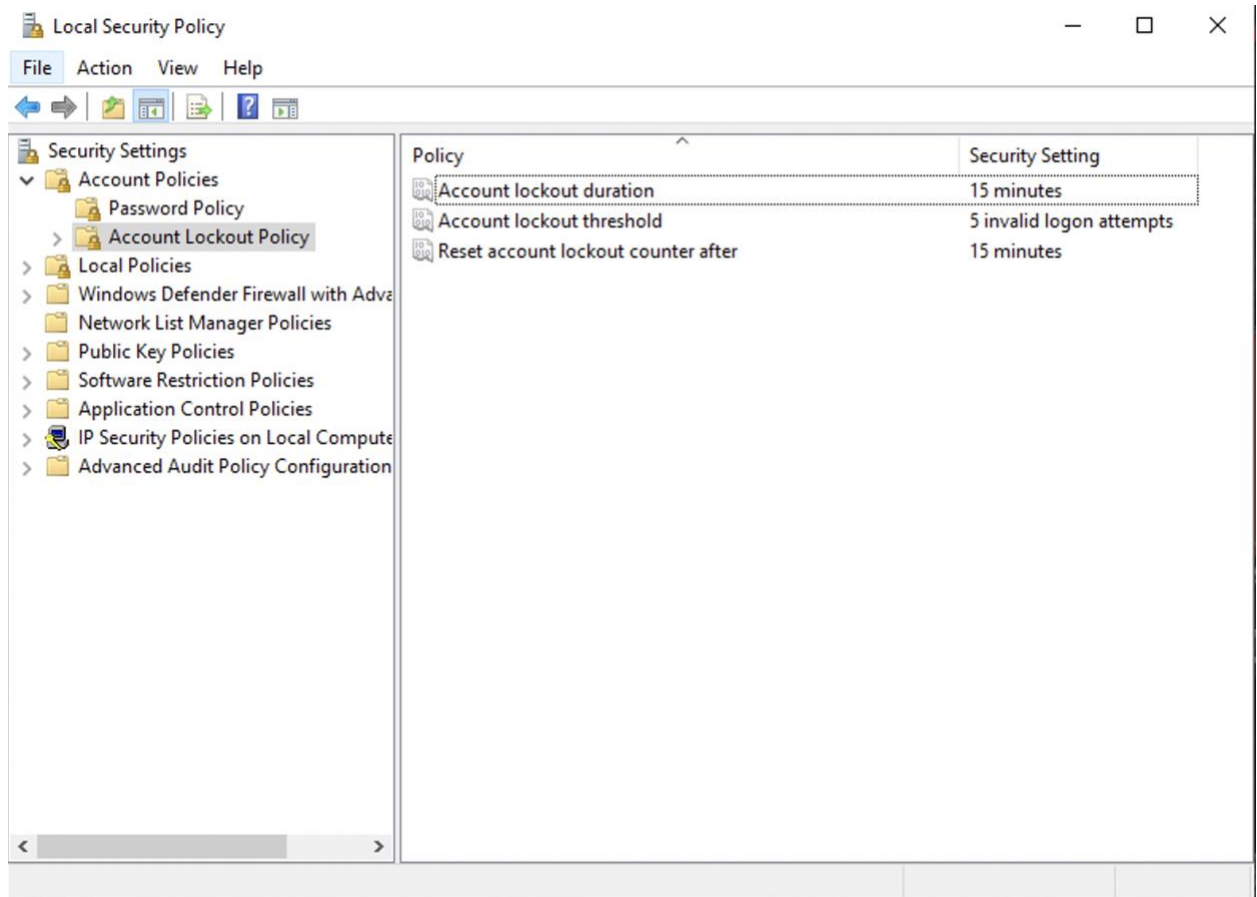 Local Security Policy
File Action View Help
Security Settings
Account Policies
Password Policy
Account Lockout Policy
Local Policies
Windows Defender Firewall with Adva
Network List Manager Policies
Public Key Policies
Software Restriction Policies
Application Control Policies
IP Security Policies on Local Compute
Advanced Audit Policy Configuration
Policy Security Setting
Account lockout duration 15 minutes
Account lockout threshold 5 invalid logon attempts
Reset account lockout counter after 15 minutes